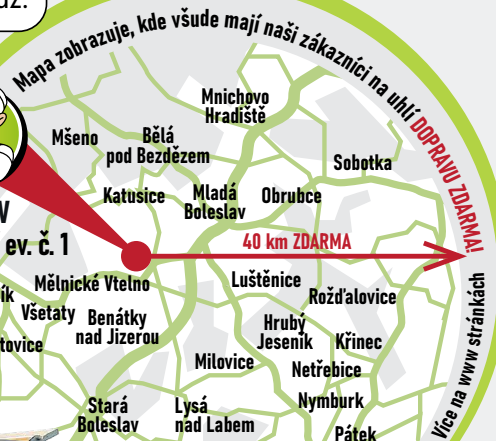 Mapa zobrazuje, kde všude mají naši zákazníci na uhlí DOPRAVU ZDARMA!
Více na www stránkách
Mnichovo
Hradiště
Mšeno
Bělá
pod Bezdězem
Sobotka
Katusice
Mladá
Boleslav
Obrubce
V
ev. č. 1
40 km ZDARMA
Mělnické Vtelno
Luštěnice
Rožďalovice
ík
Všetaty
Benátky
nad Jizerou
Hrubý
Jeseník
Křinec
tovice
Milovice
Netřebice
Nymburk
Stará
Boleslav
Lysá
nad Labem
Pátek